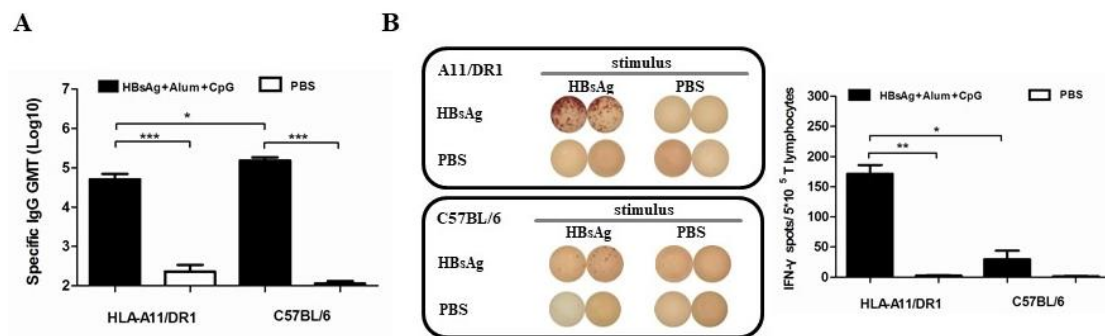 A
HBsAg+Alum+CpG
PBS
Specific IgG GMT (Log10)
7
6
5
4
3
2
*
***
***
HLA-A11/DR1
C57BL/6
B
A11/DR1
stimulus
HBsAg
PBS
HBsAg
PBS
C57BL/6
stimulus
HBsAg
PBS
HBsAg
PBS
HBsAg+Alum+CpG
PBS
IFN-γ spots/ 5*10 ⁵ T lymphocytes
300
250
200
150
100
50
0
*
**
HLA-A11/DR1
C57BL/6